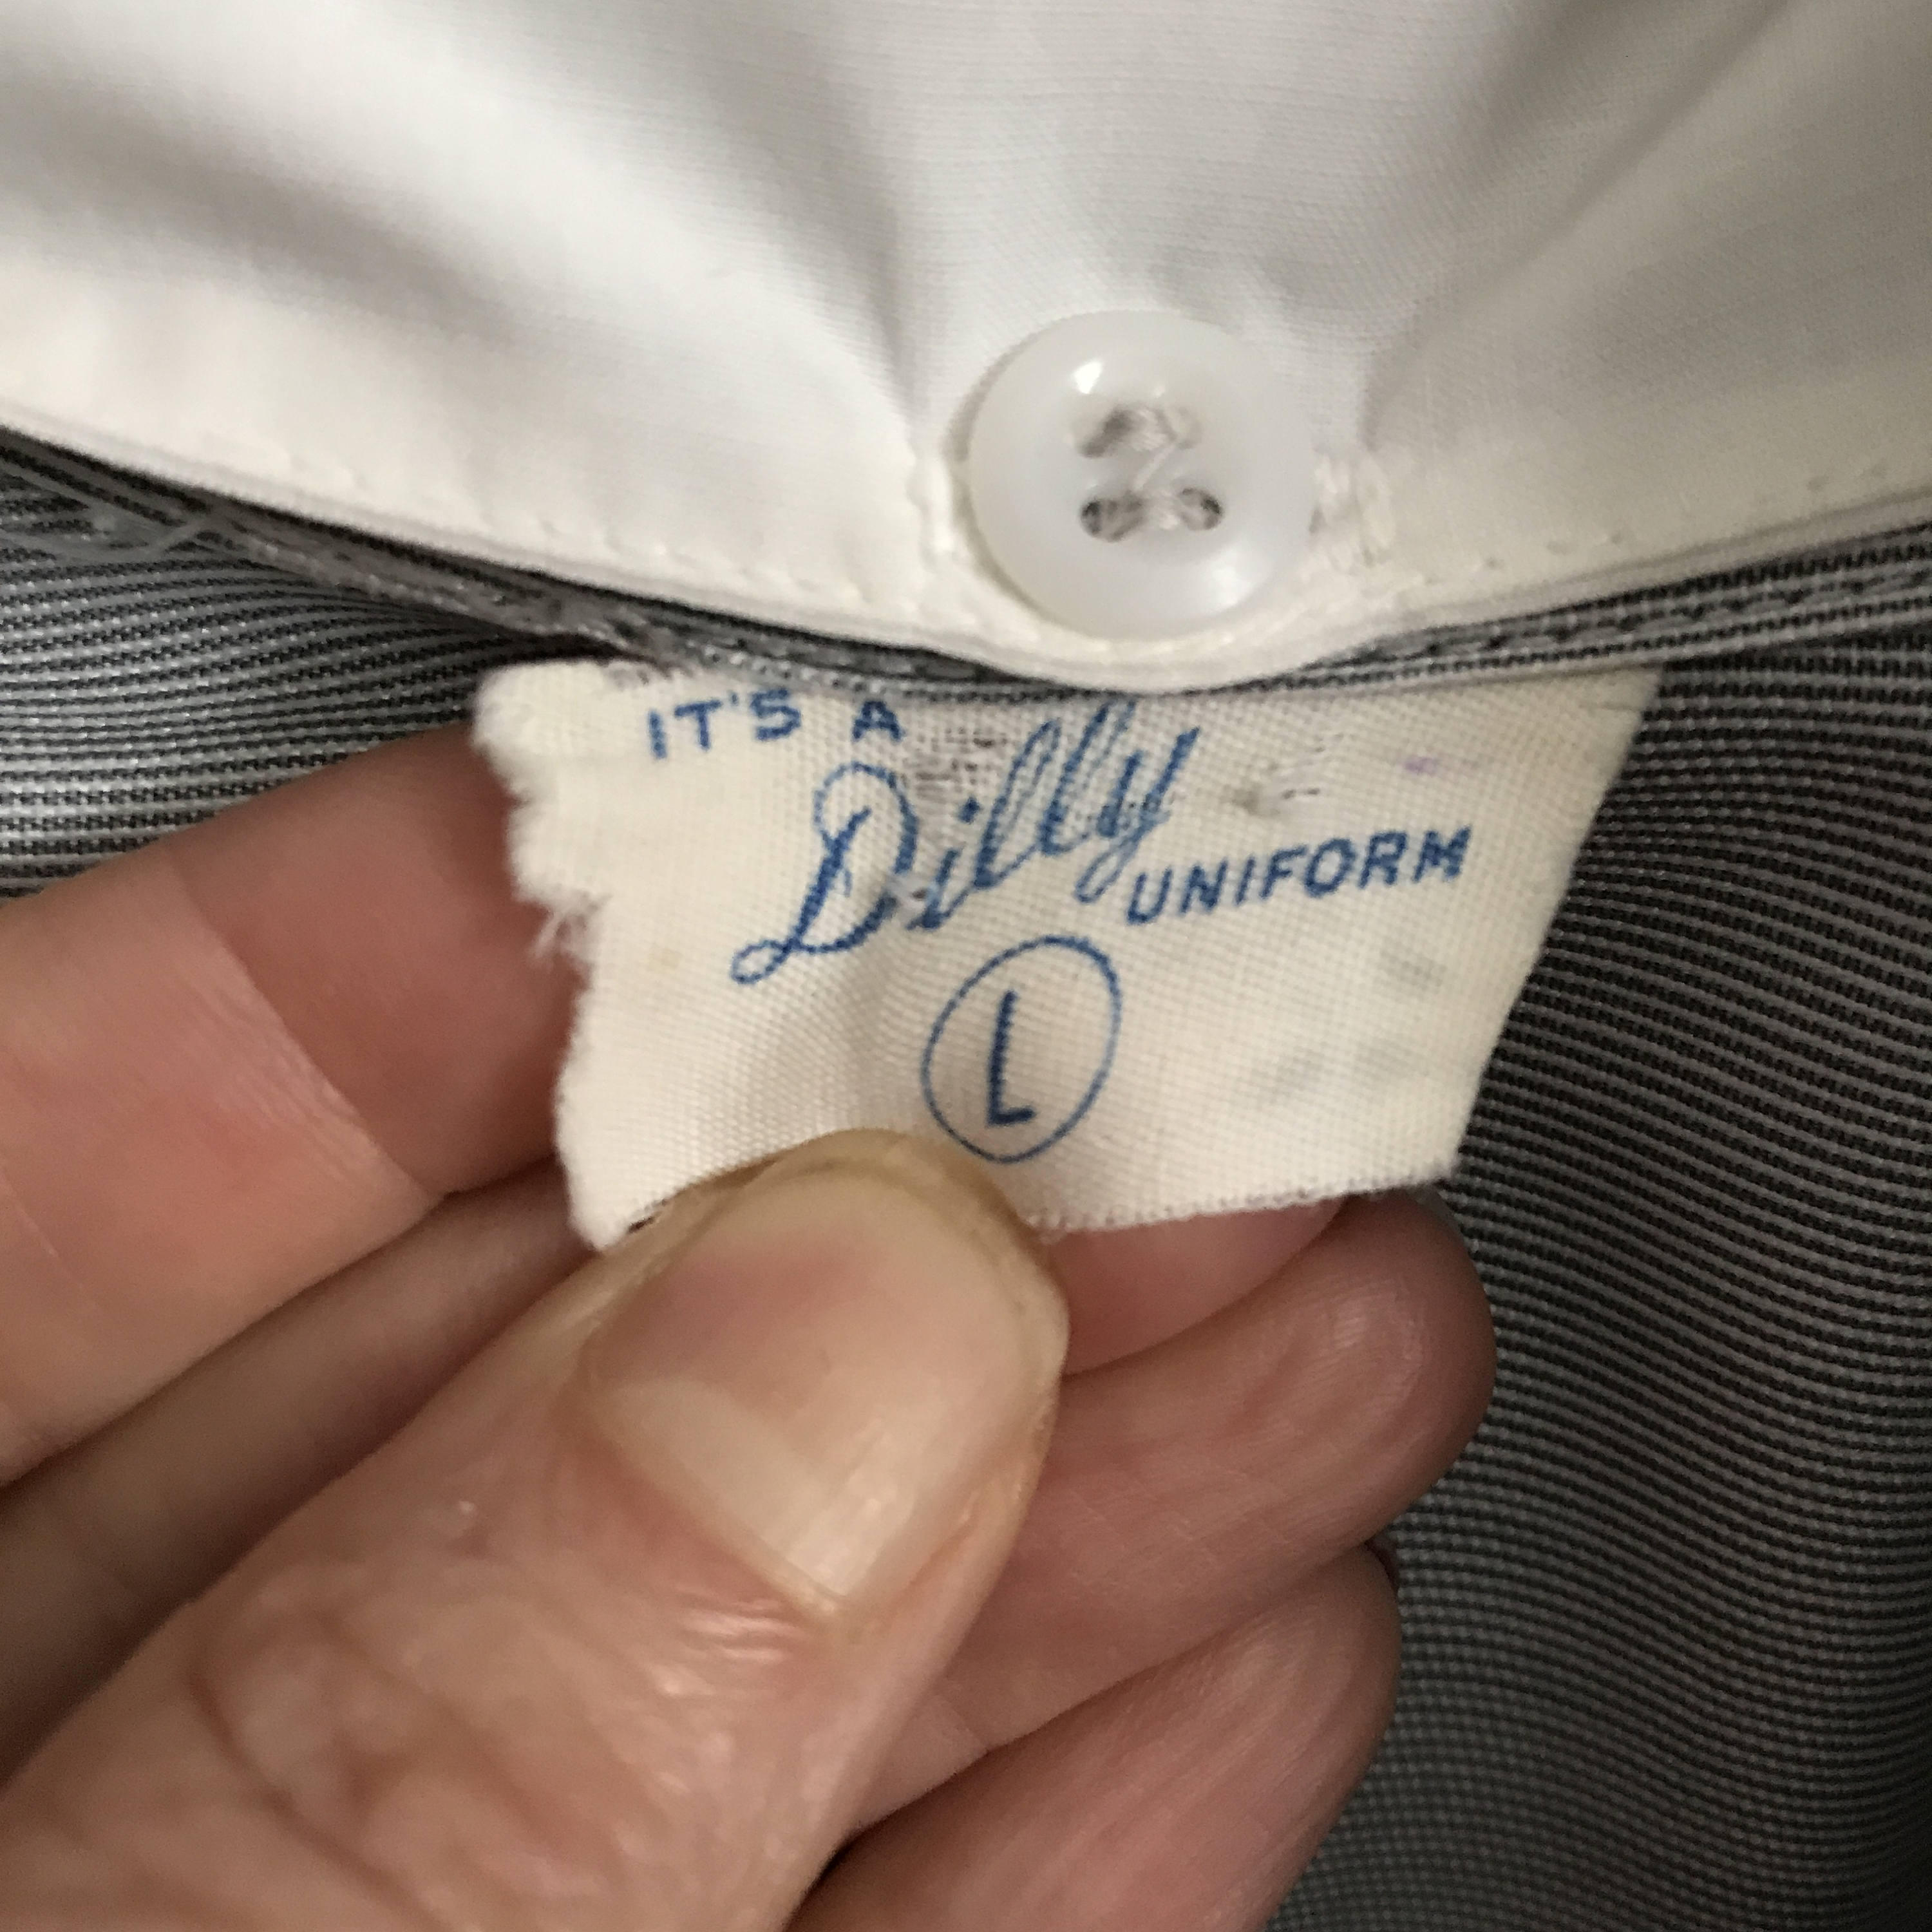 IT'S A
Dilly
UNIFORM
L